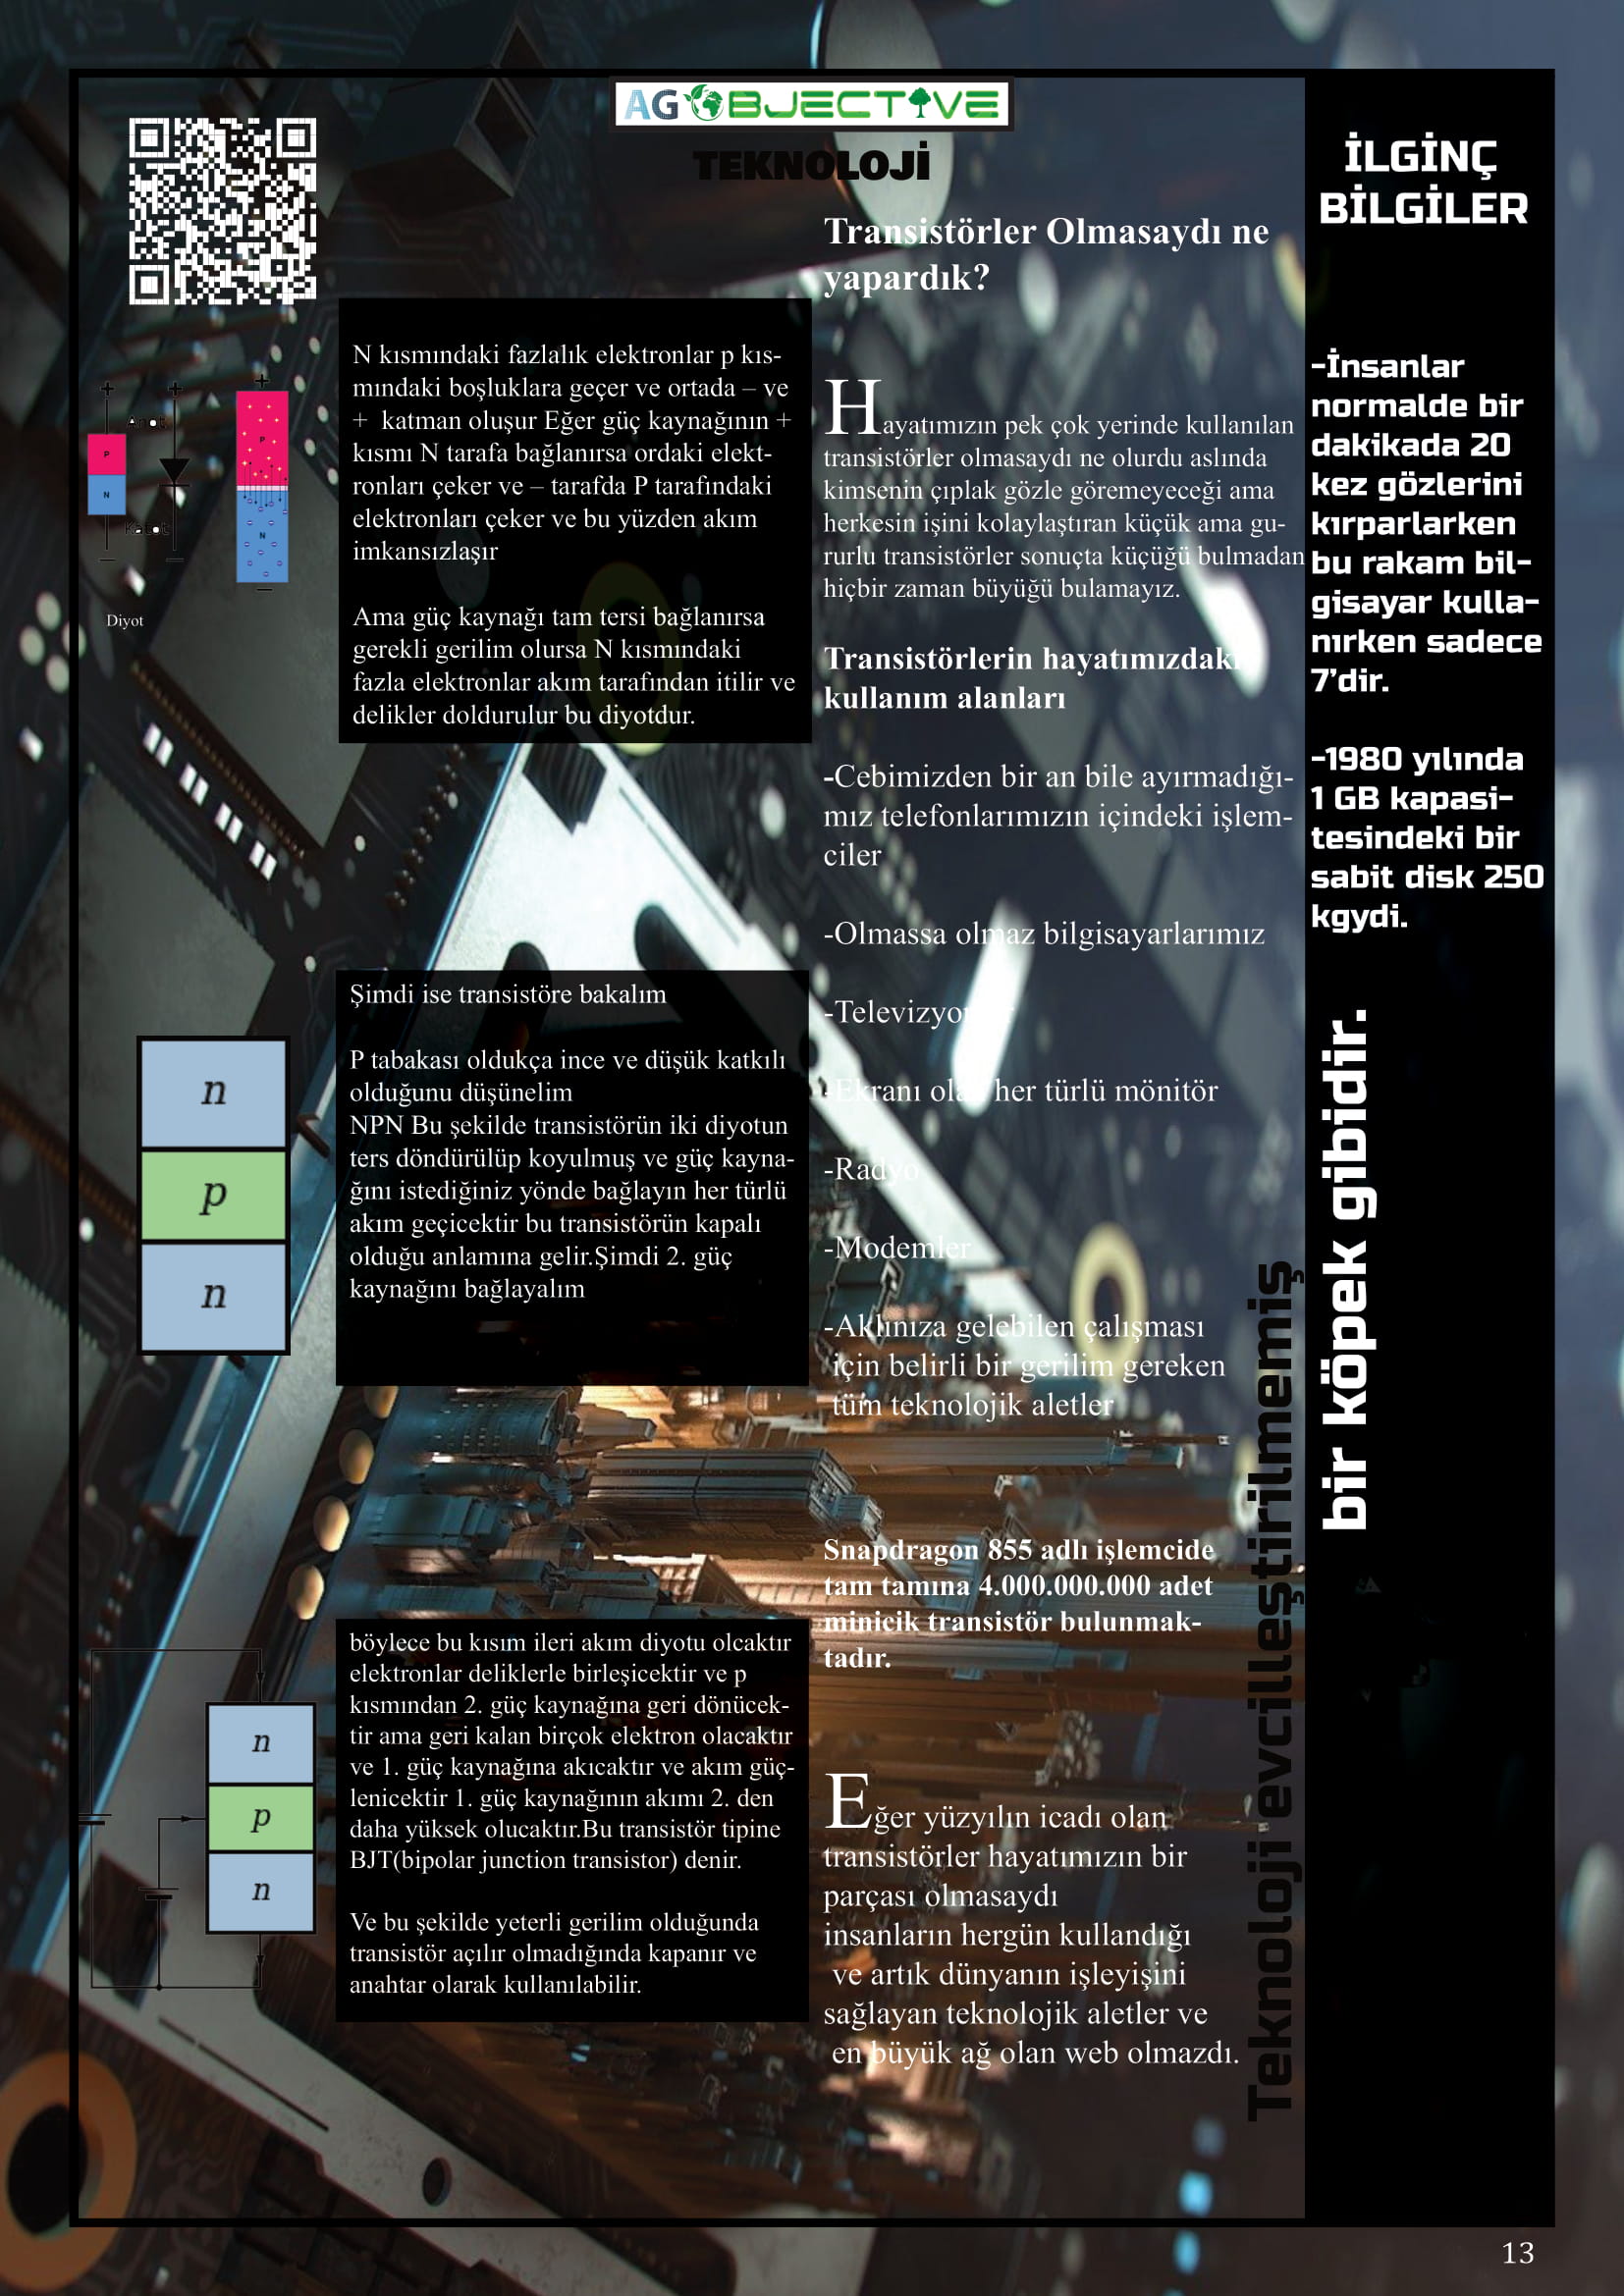 AG OBJECTIVE
TEKNOLOJİ
Anot
P
N
Katot
P
N
Diyot
N kısmındaki fazlalık elektronlar p kıs-
mındaki boşluklara geçer ve ortada – ve
+ katman oluşur Eğer güç kaynağının +
kısmı N tarafa bağlanırsa ordaki elekt-
ronları çeker ve – tarafda P tarafındaki
elektronları çeker ve bu yüzden akım
imkansızlaşır
Ama güç kaynağı tam tersi bağlanırsa
gerekli gerilim olursa N kısmındaki
fazla elektronlar akım tarafından itilir ve
delikler doldurulur bu diyotdur.
n
p
n
Şimdi ise transistöre bakalım
P tabakası oldukça ince ve düşük katkılı
olduğunu düşünelim
NPN Bu şekilde transistörün iki diyotun
ters döndürülüp koyulmuş ve güç kayna-
ğını istediğiniz yönde bağlayın her türlü
akım geçicektir bu transistörün kapalı
olduğu anlamına gelir.Şimdi 2. güç
kaynağını bağlayalım
n
p
n
böylece bu kısım ileri akım diyotu olcaktır
elektronlar deliklerle birleşicektir ve p
kısmından 2. güç kaynağına geri dönücek-
tir ama geri kalan birçok elektron olacaktır
ve 1. güç kaynağına akıcaktır ve akım güç-
lenicektir 1. güç kaynağının akımı 2. den
daha yüksek olucaktır.Bu transistör tipine
BJT(bipolar junction transistor) denir.
Ve bu şekilde yeterli gerilim olduğunda
transistör açılır olmadığında kapanır ve
anahtar olarak kullanılabilir.
Transistörler Olmasaydı ne
yapardık?
Hayatımızın pek çok yerinde kullanılan
transistörler olmasaydı ne olurdu aslında
kimsenin çıplak gözle göremeyeceği ama
herkesin işini kolaylaştıran küçük ama gu-
rurlu transistörler sonuçta küçüğü bulmadan
hiçbir zaman büyüğü bulamayız.
Transistörlerin hayatımızdaki
kullanım alanları
-Cebimizden bir an bile ayırmadığı-
mız telefonlarımızın içindeki işlem-
ciler
-Olmassa olmaz bilgisayarlarımız
-Ekranı olan her türlü mönitör
-Radyo
-Modemler
-Aklınıza gelebilen çalışması
için belirli bir gerilim gereken
tüm teknolojik aletler
Snapdragon 855 adlı işlemcide
tam tamına 4.000.000.000 adet
minicik transistör bulunmak-
tadır.
Eğer yüzyılın icadı olan
transistörler hayatımızın bir
parçası olmasaydı
insanların hergün kullandığı
ve artık dünyanın işleyişini
sağlayan teknolojik aletler ve
en büyük ağ olan web olmazdı.
İLGİNÇ
BİLGİLER
-İnsanlar
normalde bir
dakikada 20
kez gözlerini
kırparlarken
bu rakam bil-
gisayar kulla-
nırken sadece
7'dir.
-1980 yılında
1 GB kapasi-
tesindeki bir
sabit disk 250
kgydi.
Teknoloji evcilleştirilmemiş
bir köpek gibidir.
13